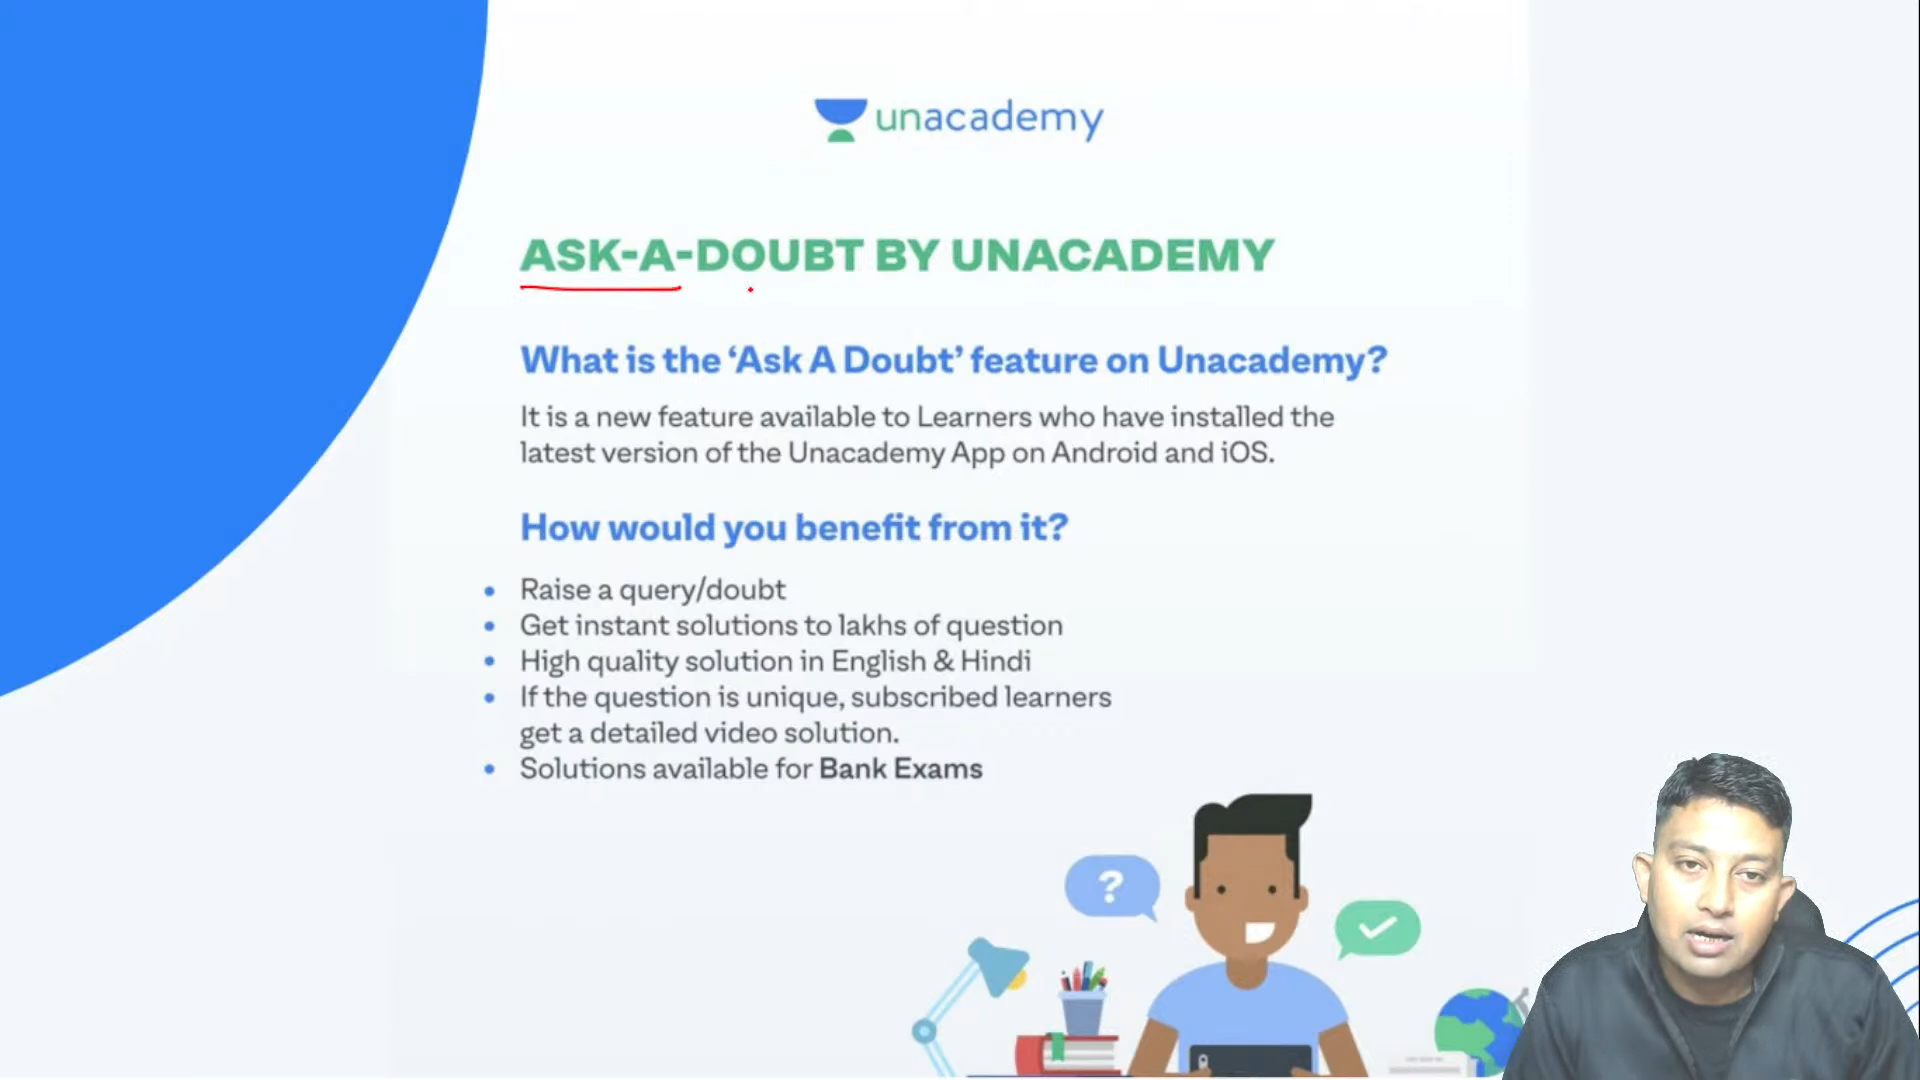 unacademy
ASK-A-DOUBT BY UNACADEMY
What is the ‘Ask A Doubt’ feature on Unacademy?
It is a new feature available to Learners who have installed the
latest version of the Unacademy App on Android and iOS.
How would you benefit from it?
• Raise a query/doubt
• Get instant solutions to lakhs of question
• High quality solution in English & Hindi
• If the question is unique, subscribed learners
get a detailed video solution.
• Solutions available for Bank Exams
?